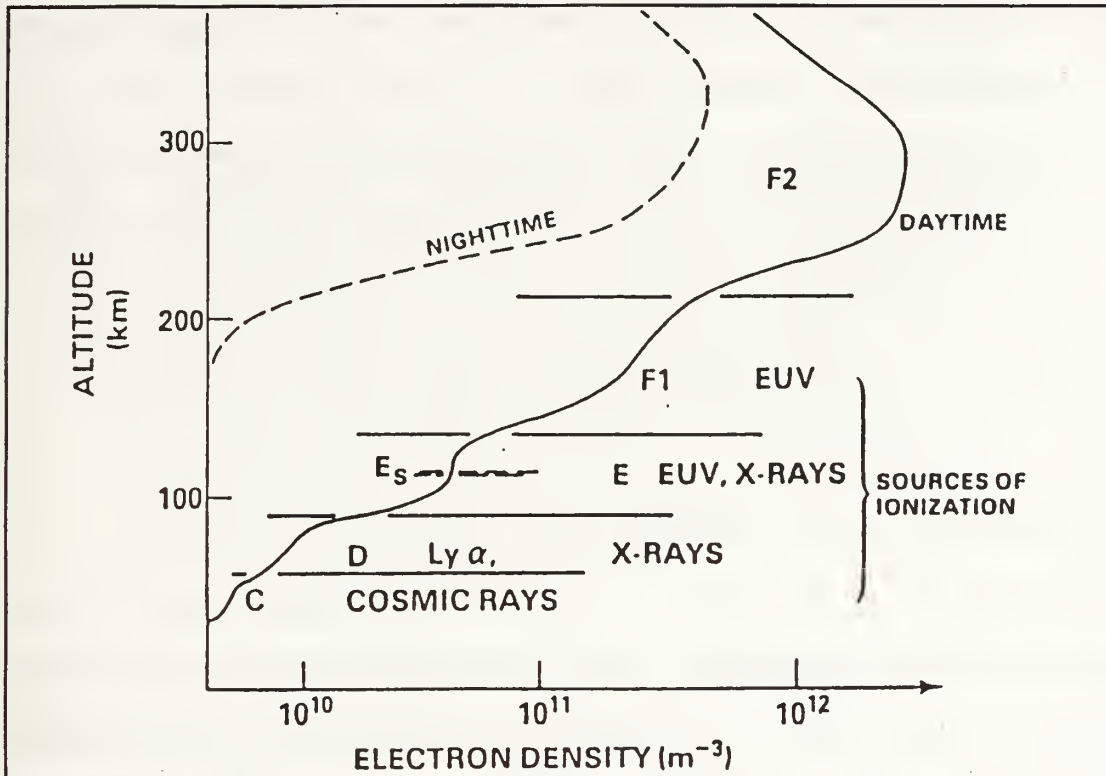 300
F2
NIGHTTIME
DAYTIME
ALTITUDE
(km)
200
F1 EUV
E_S
E EUV, X-RAYS
100
SOURCES OF
IONIZATION
D Ly α, X-RAYS
C COSMIC RAYS
10^10 10^11 10^12
ELECTRON DENSITY (m^-3)